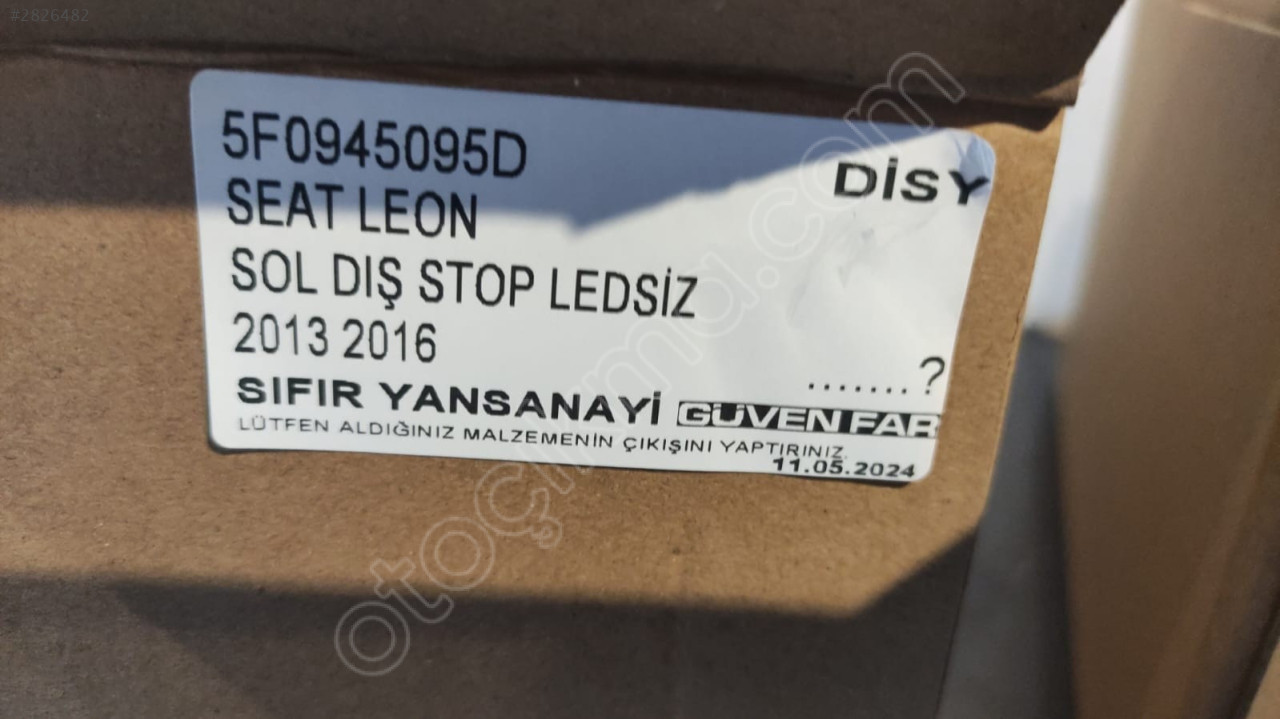 #2826482
5F0945095D
DİSY
SEAT LEON
SOL DIŞ STOP LEDSİZ
2013 2016
.......?
SIFIR YANSANAYİ GÜVEN FAR
LÜTFEN ALDIĞINIZ MALZEMENİN ÇIKIŞINI YAPTIRINIZ.
11.05.2024
otoçıkma.com